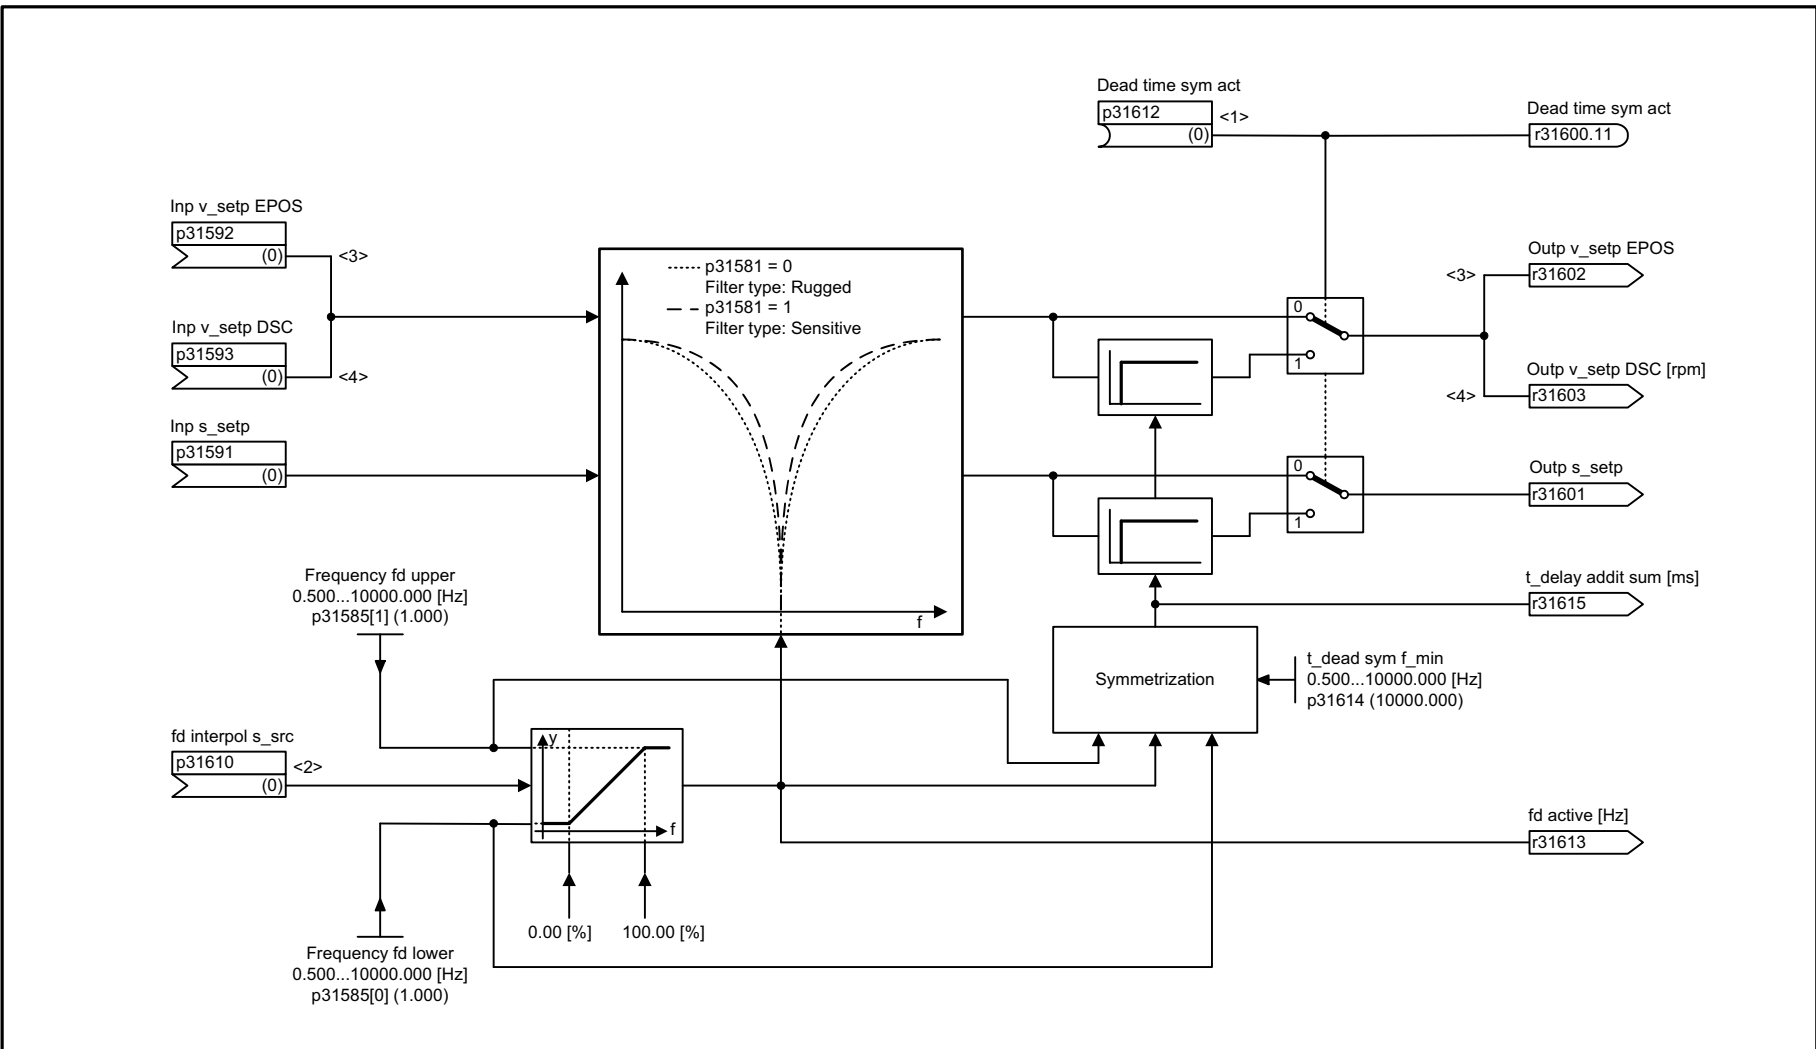 Dead time sym act
p31612
<1>
(0)
Dead time sym act
r31600.11
Inp v_setp EPOS
p31592
(0)
<3>
Inp v_setp DSC
p31593
(0)
<4>
Inp s_setp
p31591
(0)
p31581 = 0
Filter type: Rugged
p31581 = 1
Filter type: Sensitive
f
0
1
0
1
Outp v_setp EPOS
<3>
r31602
Outp v_setp DSC [rpm]
<4>
r31603
Outp s_setp
r31601
t_delay addit sum [ms]
r31615
Frequency fd upper
0.500...10000.000 [Hz]
p31585[1] (1.000)
Symmetrization
t_dead sym f_min
0.500...10000.000 [Hz]
p31614 (10000.000)
fd interpol s_src
p31610
<2>
(0)
y
f
0.00 [%]
100.00 [%]
fd active [Hz]
r31613
Frequency fd lower
0.500...10000.000 [Hz]
p31585[0] (1.000)